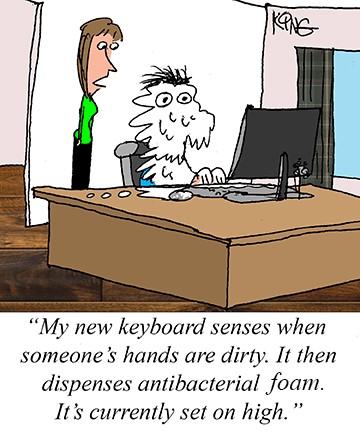 KONG
“My new keyboard senses when
someone’s hands are dirty. It then
dispenses antibacterial foam.
It’s currently set on high.”